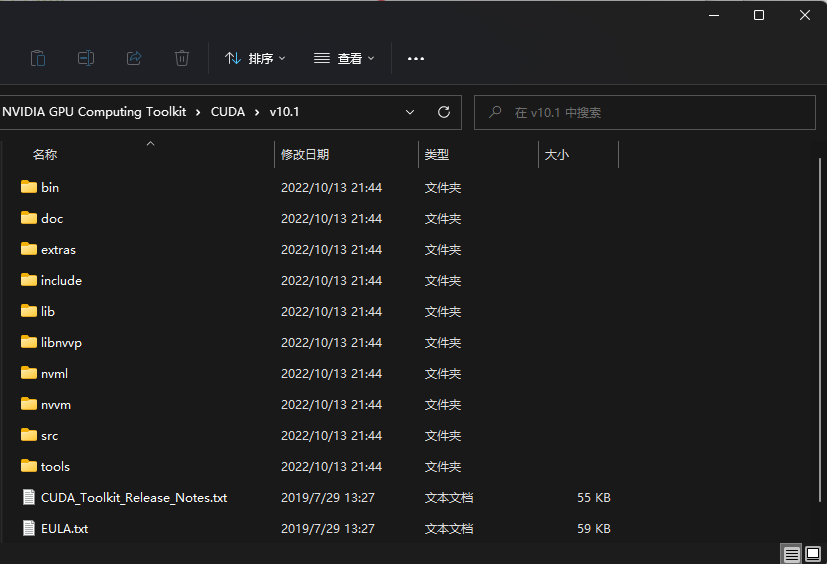 排序 查看
NVIDIA GPU Computing Toolkit › CUDA › v10.1 在 v10.1 中搜索
名称 修改日期 类型 大小
bin 2022/10/13 21:44 文件夹
doc 2022/10/13 21:44 文件夹
extras 2022/10/13 21:44 文件夹
include 2022/10/13 21:44 文件夹
lib 2022/10/13 21:44 文件夹
libnvvp 2022/10/13 21:44 文件夹
nvml 2022/10/13 21:44 文件夹
nvvm 2022/10/13 21:44 文件夹
src 2022/10/13 21:44 文件夹
tools 2022/10/13 21:44 文件夹
CUDA_Toolkit_Release_Notes.txt 2019/7/29 13:27 文本文档 55 KB
EULA.txt 2019/7/29 13:27 文本文档 59 KB